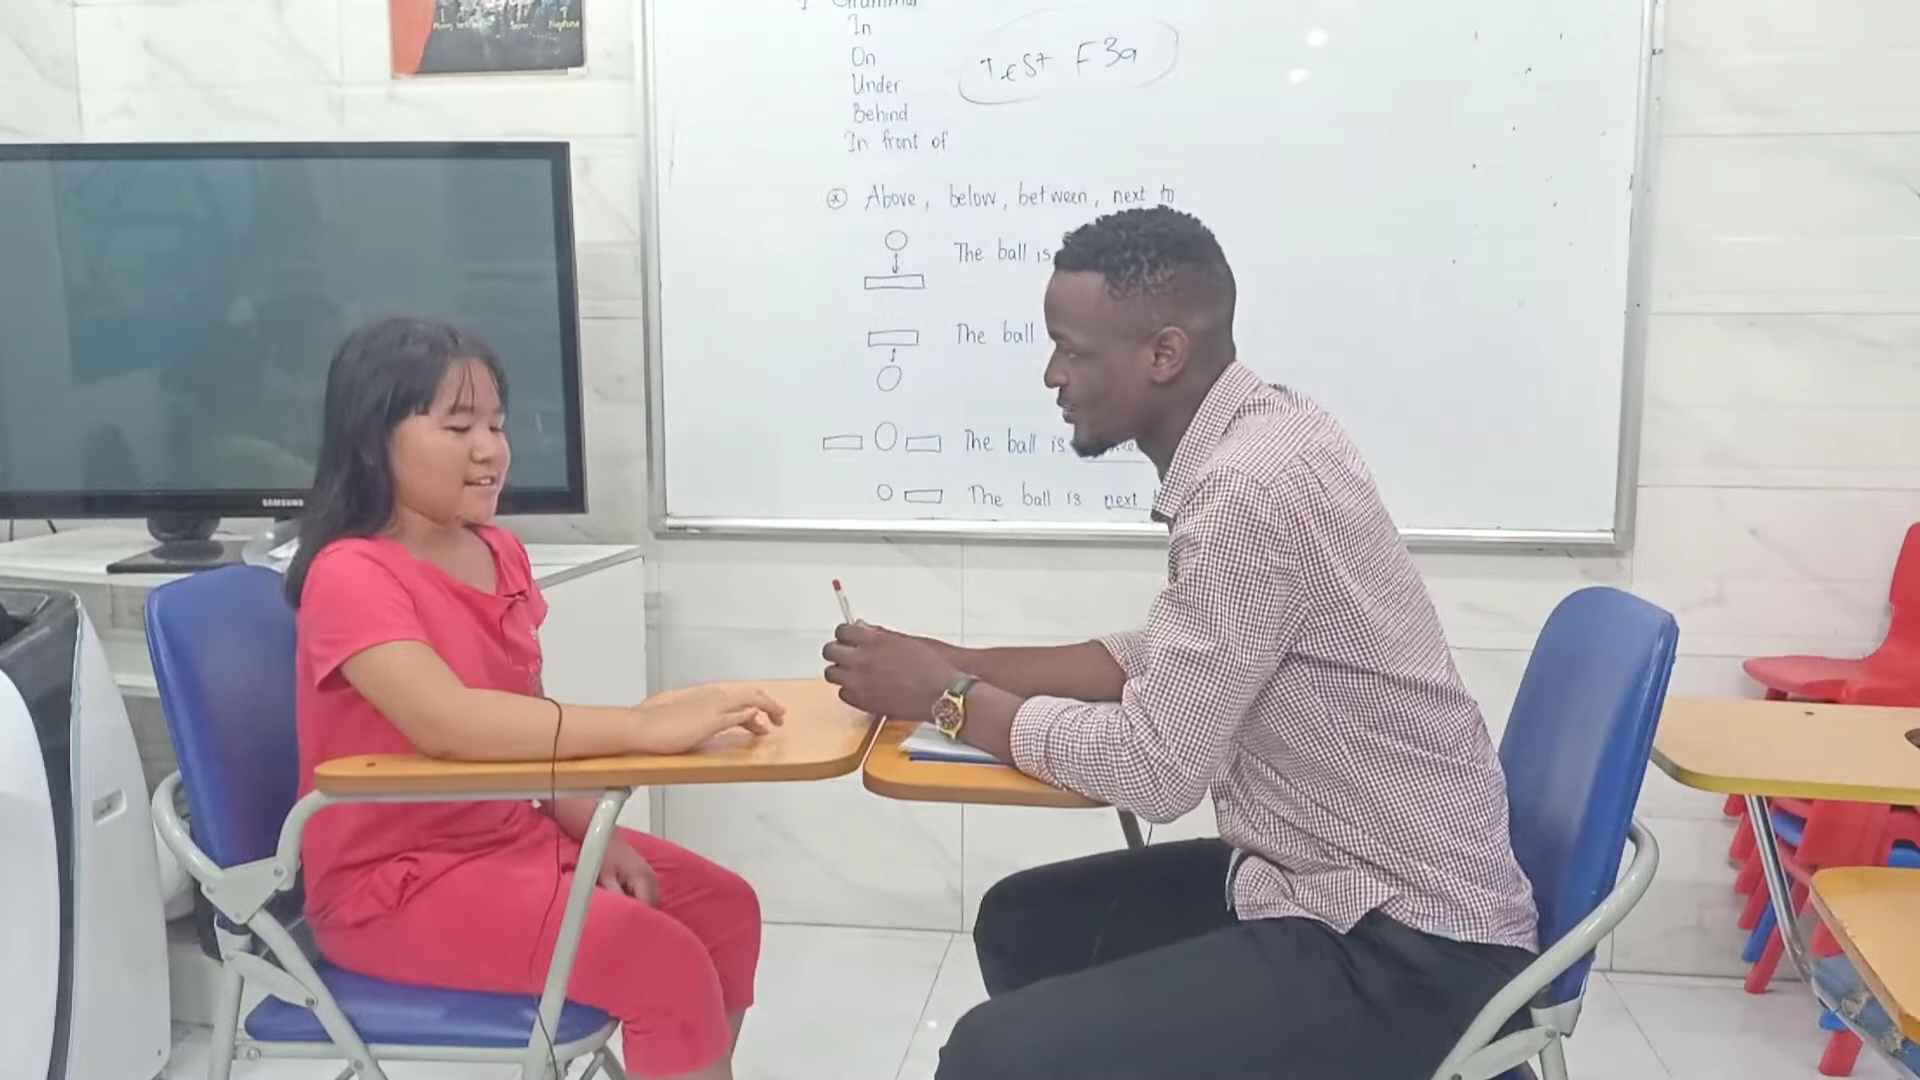 In
On
Under
Behind
In front of
Test F3a
Above, below, between, next to
The ball is
The ball
The ball is
The ball is next
SAMSUNG